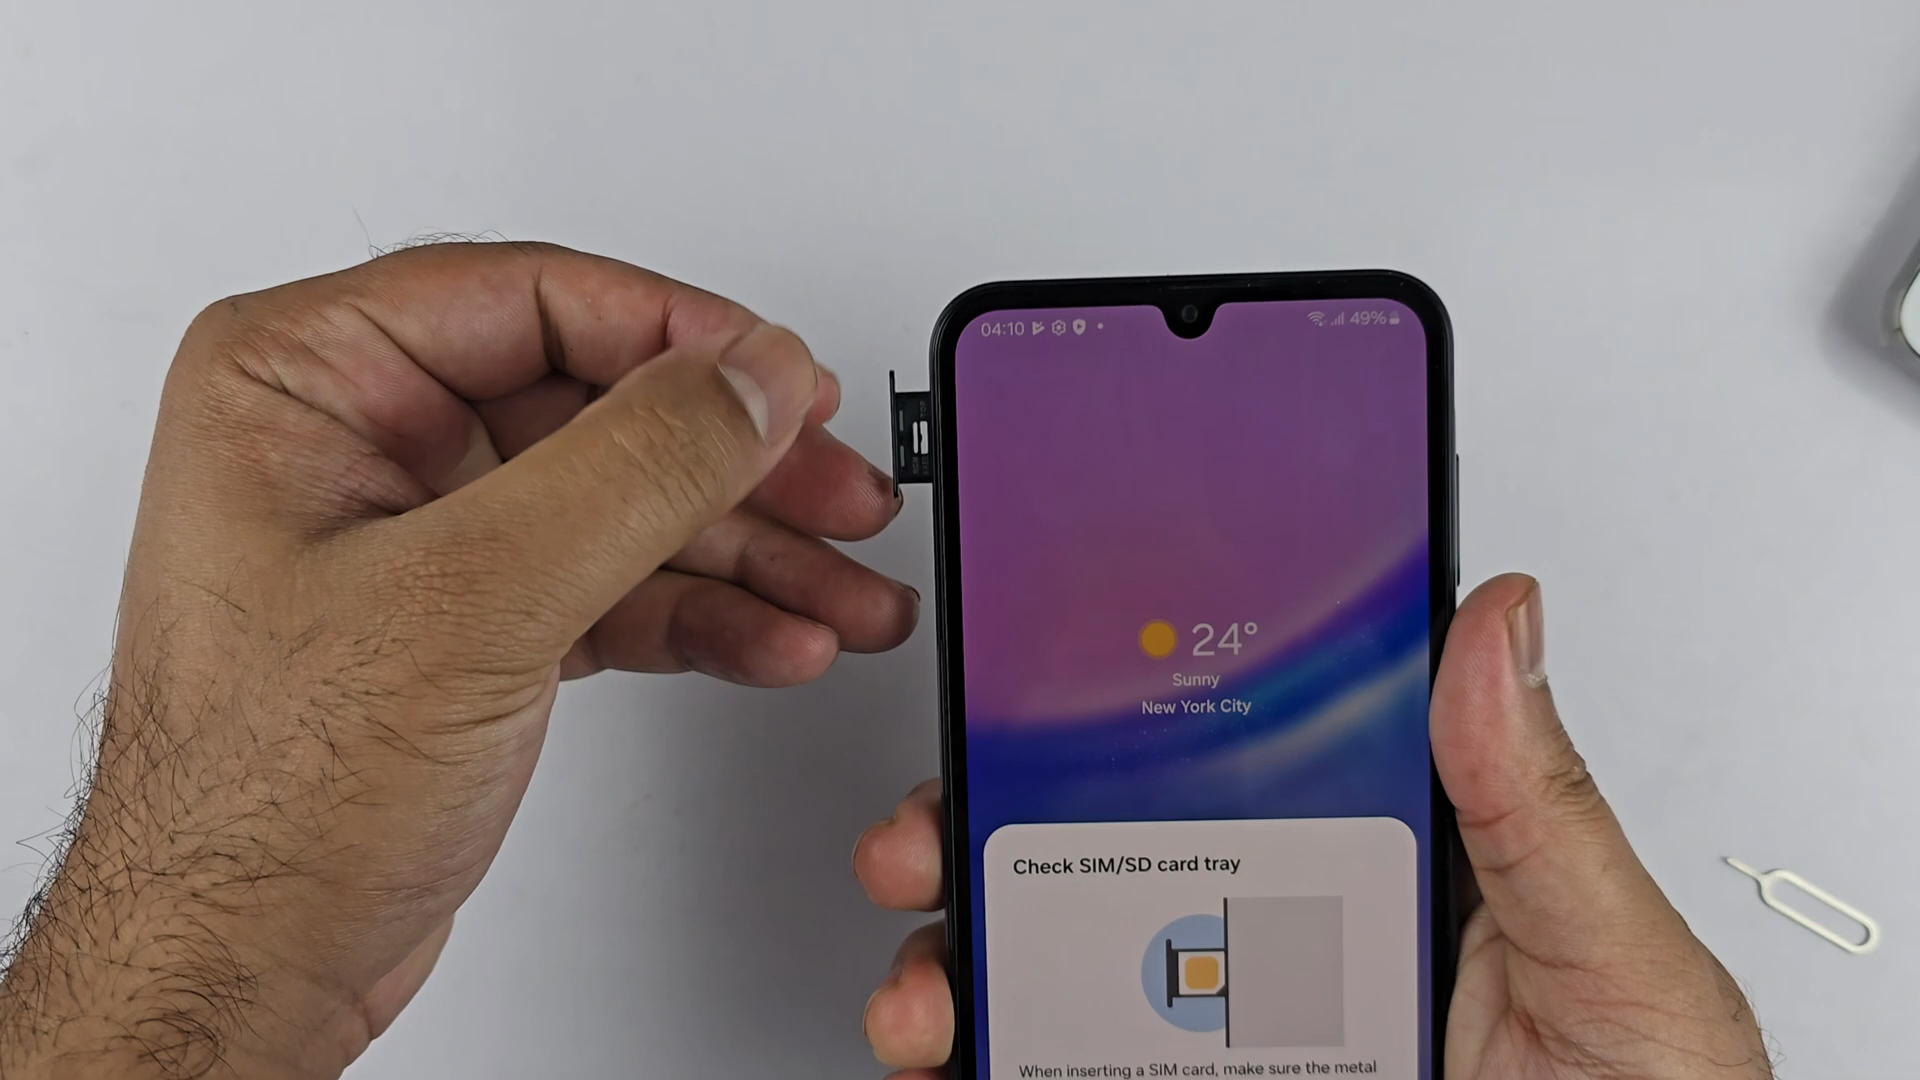 04:10
49%
TOP
24°
Sunny
New York City
Check SIM/SD card tray
When inserting a SIM card, make sure the metal